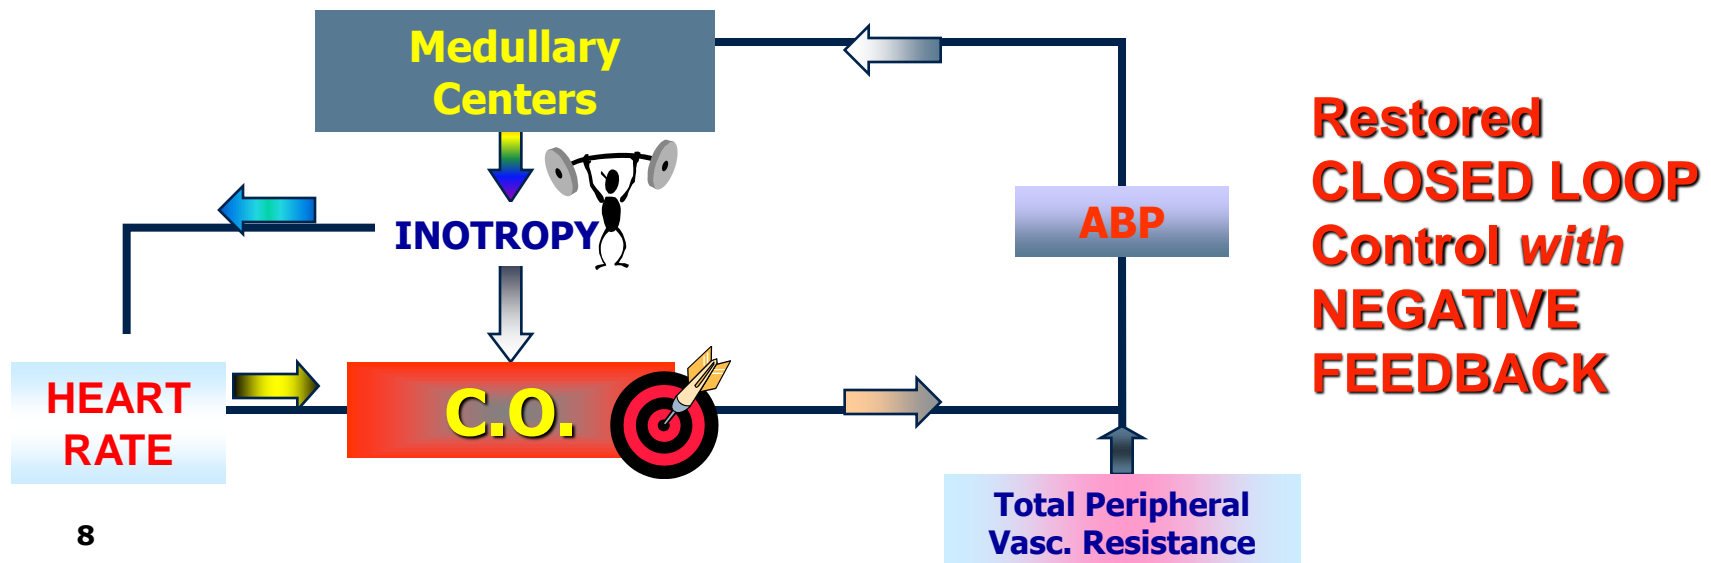 Medullary
Centers
INOTROPY
ABP
HEART
RATE
C.O.
Total Peripheral
Vasc. Resistance
Restored
CLOSED LOOP
Control with
NEGATIVE
FEEDBACK
8